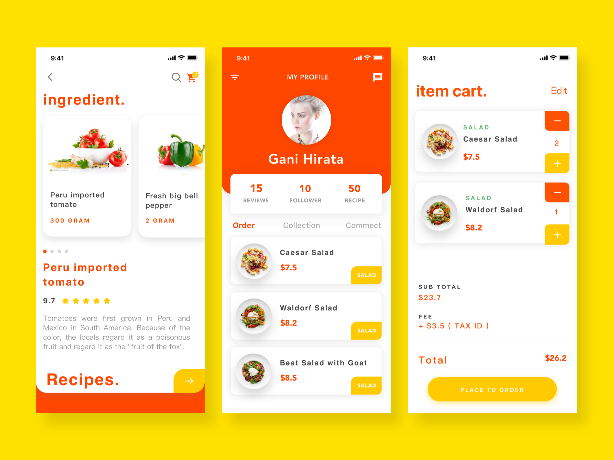 9:41
ingredient.
Peru imported
tomato
300 GRAM
Fresh big bell
pepper
2 GRAM
Peru imported
tomato
9.7
Tomatoes were first grown in Peru and
Mexico in South America. Because of the
color, the locals regard it as a poisonous
fruit and regard it as the "fruit of the fox".
Recipes.
9:41
MY PROFILE
Gani Hirata
15
REVIEWS
10
FOLLOWER
50
RECIPE
Order
Collection
Commect
Caesar Salad
$7.5
SALAD
Waldorf Salad
$8.2
SALAD
Beet Salad with Goat
$8.5
SALAD
9:41
item cart.
Edit
SALAD
Caesar Salad
$7.5
2
SALAD
Waldorf Salad
$8.2
1
SUB TOTAL
$23.7
FEE
+ $3.5 ( TAX ID )
Total
$26.2
PLACE TO ORDER